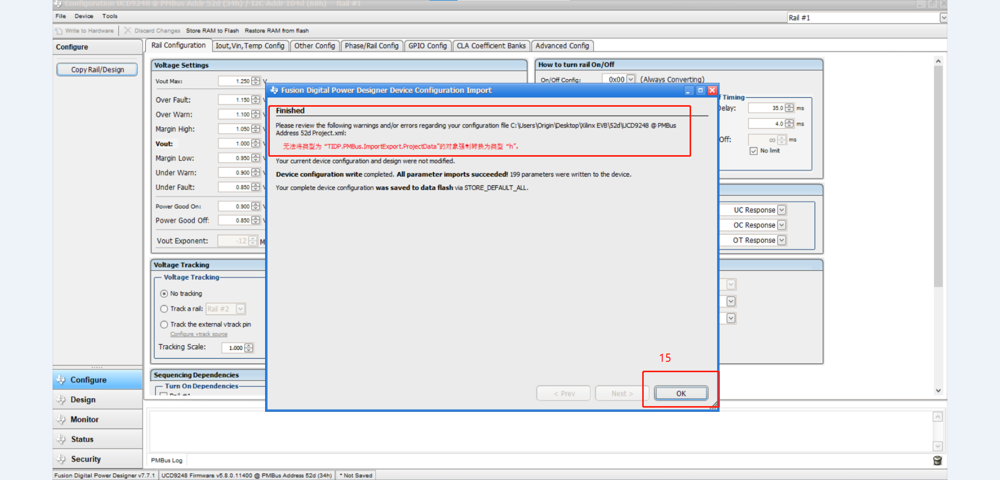 Configuration UCD9248 @ PMBus Addr 52d (34h) / I2C Addr 104d (68h) - Rail #1
File Device Tools
Rail #1
Write to Hardware Discard Changes Store RAM to Flash Restore RAM from flash
Configure
Rail Configuration Iout,Vin,Temp Config Other Config Phase/Rail Config GPIO Config CLA Coefficient Banks Advanced Config
Copy Rail/Design
Voltage Settings
Vout Max: 1.250 V
Over Fault: 1.150
Over Warn: 1.100
Margin High: 1.050
Vout: 1.000
Margin Low: 0.950
Under Warn: 0.900
Under Fault: 0.850
Power Good On: 0.900
Power Good Off: 0.850
Vout Exponent: -12 M
How to turn rail On/Off
On/Off Config: 0x00 (Always Converting)
f Timing
Delay: 35.0 ms
4.0 ms
Off: ∞ ms
No limit
UC Response
OC Response
OT Response
Voltage Tracking
Voltage Tracking
No tracking
Track a rail: Rail #2
Track the external vtrack pin
Configure vtrack source
Tracking Scale: 1.000
Sequencing Dependencies
Turn On Dependencies
Rail #1
Fusion Digital Power Designer Device Configuration Import
Finished
Please review the following warnings and/or errors regarding your configuration file C:\Users\Origin\Desktop\Xilinx EVB\52d\UCD9248 @ PMBus
Address 52d Project.xml:
无法将类型为 “TIDP.PMBus.ImportExport.ProjectData”的对象强制转换为类型 “h”。
Your current device configuration and design were not modified.
Device configuration write completed. All parameter imports succeeded! 199 parameters were written to the device.
Your complete device configuration was saved to data flash via STORE_DEFAULT_ALL.
15
< Prev Next > OK
Configure
Design
Monitor
Status
Security
PMBus Log
Fusion Digital Power Designer v7.7.1 UCD9248 Firmware v5.8.0.11400 @ PMBus Address 52d (34h) * Not Saved